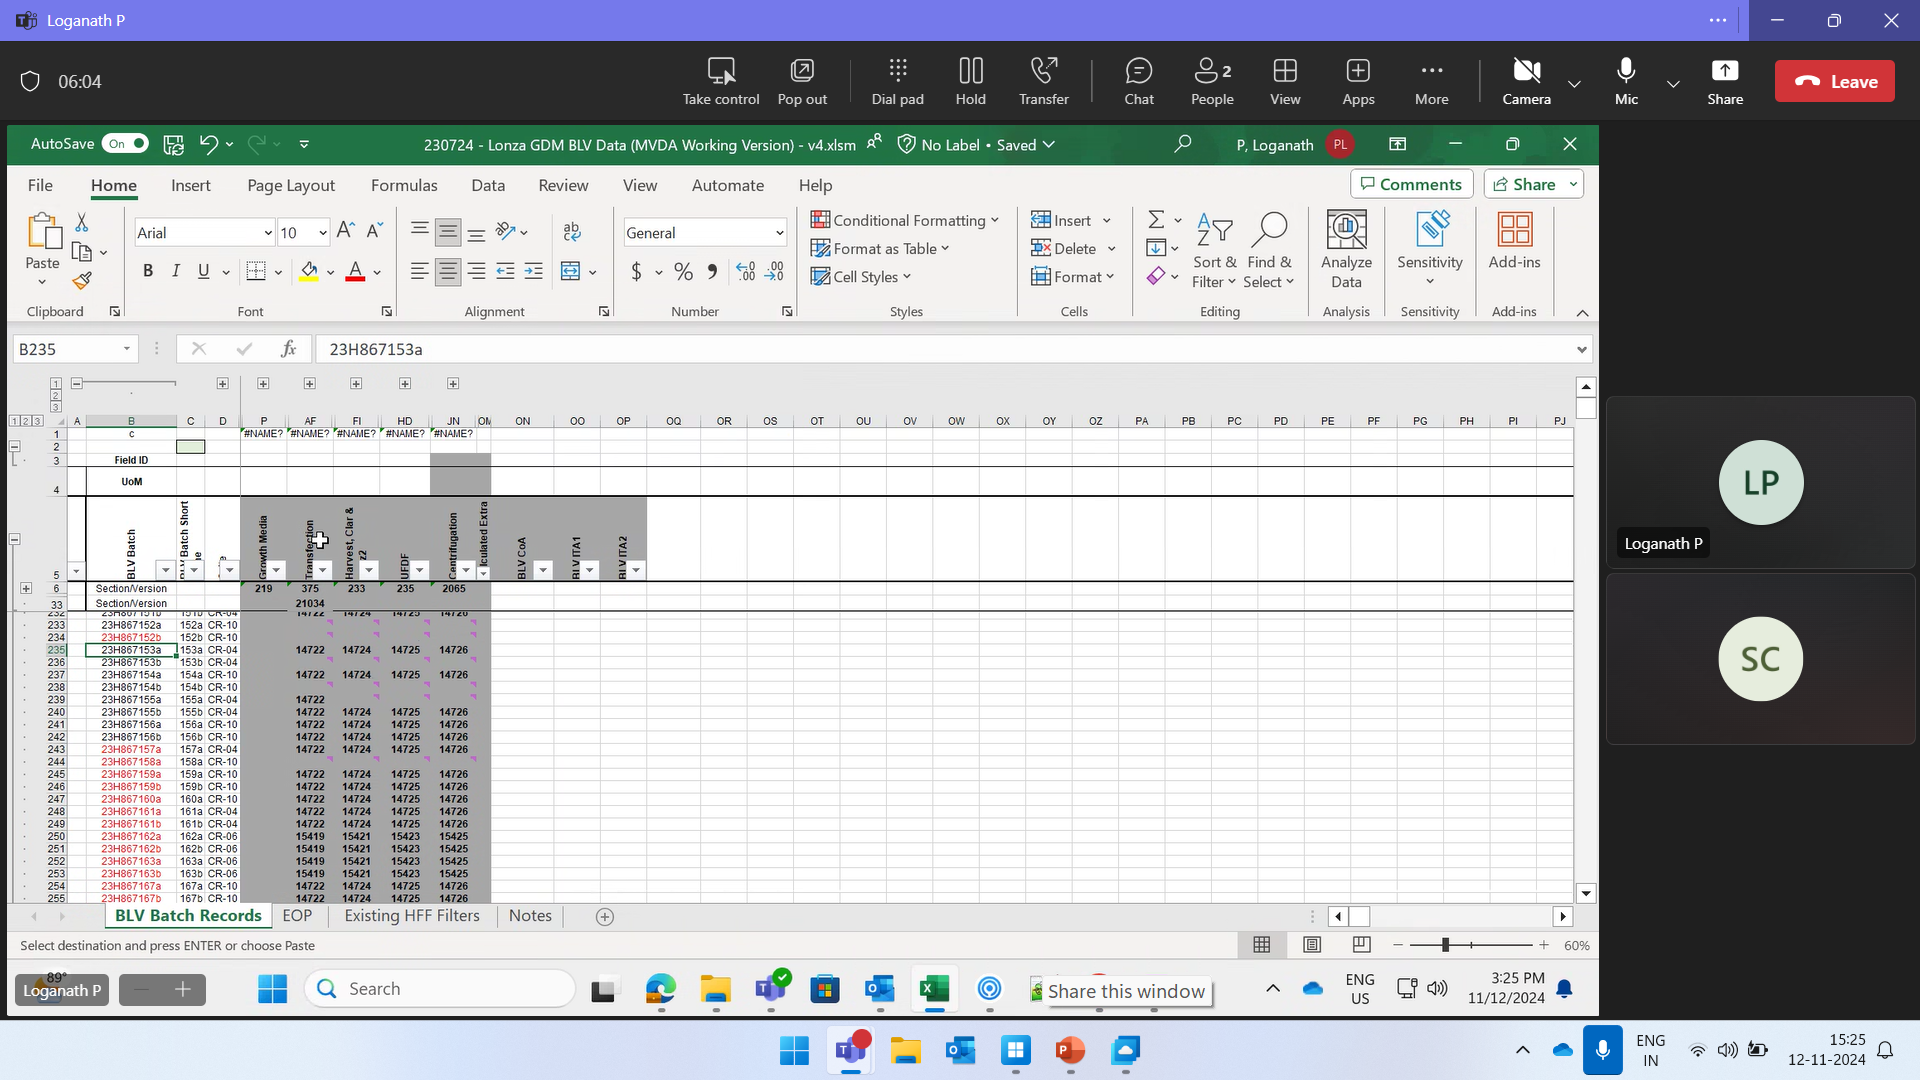 Loganath P
06:04
Take control Pop out Dial pad Hold Transfer Chat 2 People View Apps More Camera Mic Share Leave
AutoSave On 230724 - Lonza GDM BLV Data (MVDA Working Version) - v4.xlsm No Label • Saved P, Loganath PL
File Home Insert Page Layout Formulas Data Review View Automate Help Comments Share
Paste Arial 10 General Conditional Formatting Insert
Format as Table Delete Sort & Filter Find & Select Analyze Data Sensitivity Add-ins
B I U $ % Cell Styles Format
Clipboard Font Alignment Number Styles Cells Editing Analysis Sensitivity Add-ins
B235 fx 23H867153a
1
2
3
1 2 3 A B C D P AF FI HD JN OM ON OO OP OQ OR OS OT OU OV OW OX OY OZ PA PB PC PD PE PF PG PH PI PJ
1 c #NAME? #NAME? #NAME? #NAME? #NAME?
2
3 Field ID
4 UoM
5 BLV Batch BLV Batch Short Growth Media Transfection Harvest, Clar & UFDF Centrifugation BLV CoA BLV ITA1 BLV ITA2
6 Section/Version 219 375 233 235 2065
33 Section/Version 21034
232 23H867151b 151b CR-04 14722 14724 14725 14726
233 23H867152a 152a CR-10
234 23H867152b 152b CR-10
235 23H867153a 153a CR-04 14722 14724 14725 14726
236 23H867153b 153b CR-04
237 23H867154a 154a CR-10 14722 14724 14725 14726
238 23H867154b 154b CR-10
239 23H867155a 155a CR-04 14722
240 23H867155b 155b CR-04 14722 14724 14725 14726
241 23H867156a 156a CR-10 14722 14724 14725 14726
242 23H867156b 156b CR-10 14722 14724 14725 14726
243 23H867157a 157a CR-04 14722 14724 14725 14726
244 23H867158a 158a CR-10
245 23H867159a 159a CR-10 14722 14724 14725 14726
246 23H867159b 159b CR-10 14722 14724 14725 14726
247 23H867160a 160a CR-10 14722 14724 14725 14726
248 23H867161a 161a CR-04 14722 14724 14725 14726
249 23H867161b 161b CR-04 14722 14724 14725 14726
250 23H867162a 162a CR-06 15419 15421 15423 15425
251 23H867162b 162b CR-06 15419 15421 15423 15425
252 23H867163a 163a CR-06 15419 15421 15423 15425
253 23H867163b 163b CR-06 15419 15421 15423 15425
254 23H867167a 167a CR-10 14722 14724 14725 14726
255 23H867167b 167b CR-10 14722 14724 14725 14726
BLV Batch Records EOP Existing HFF Filters Notes
Select destination and press ENTER or choose Paste 60%
LP
Loganath P
SC
89°
Loganath P Search Share this window ENG US 3:25 PM 11/12/2024
ENG IN 15:25 12-11-2024